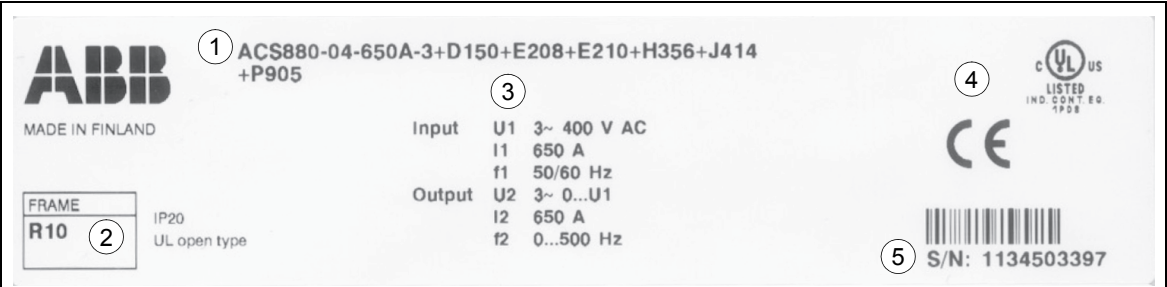 ABB
MADE IN FINLAND
1
ACS880-04-650A-3+D150+E208+E210+H356+J414
+P905
3
Input U1 3~ 400 V AC
I1 650 A
f1 50/60 Hz
Output U2 3~ 0...U1
I2 650 A
f2 0...500 Hz
FRAME
R10
2
IP20
UL open type
4
C UL US
LISTED
IND. CONT. EQ.
1PD8
CE
5
S/N: 1134503397